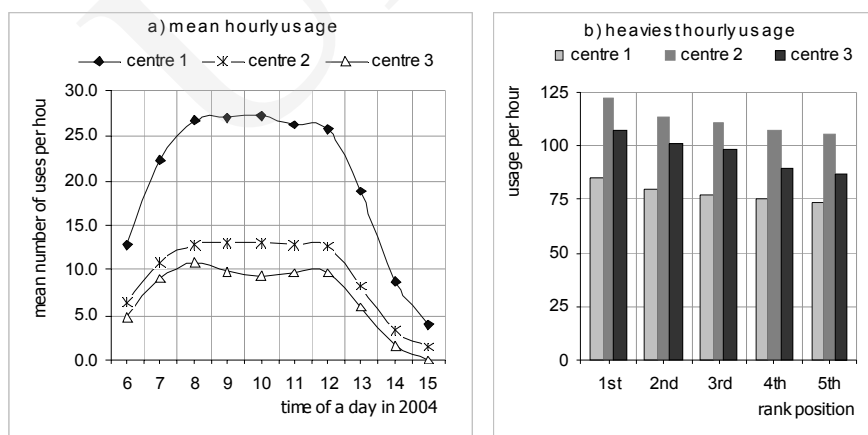 a) mean hourly usage
centre 1 centre 2 centre 3
mean number of uses per hou
30.0
25.0
20.0
15.0
10.0
5.0
0.0
6 7 8 9 10 11 12 13 14 15
time of a day in 2004
b) heaviest hourly usage
centre 1 centre 2 centre 3
usage per hour
125
100
75
50
25
0
1st 2nd 3rd 4th 5th
rank position